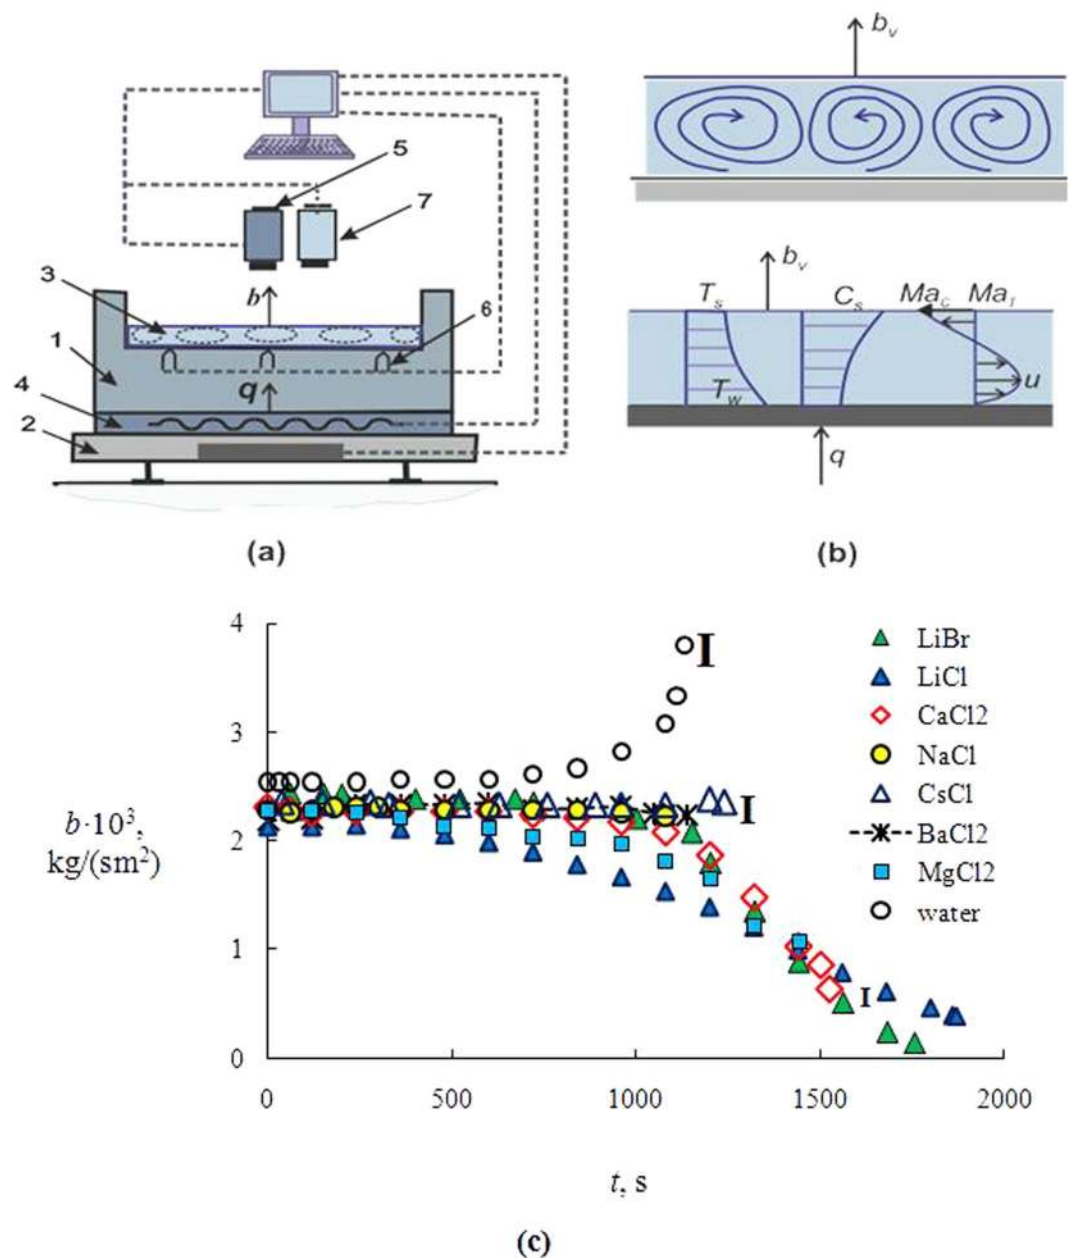 5
7
3
b
6
1
4
q
2
(a)
b_v
b_v
T_s
C_s
Ma_C
Ma_T
T_w
u
q
(b)
4
3
2
1
0
b·10³,
kg/(sm²)
I
I
I
LiBr
LiCl
CaCl2
NaCl
CsCl
BaCl2
MgCl2
water
0
500
1000
1500
2000
t, s
(c)